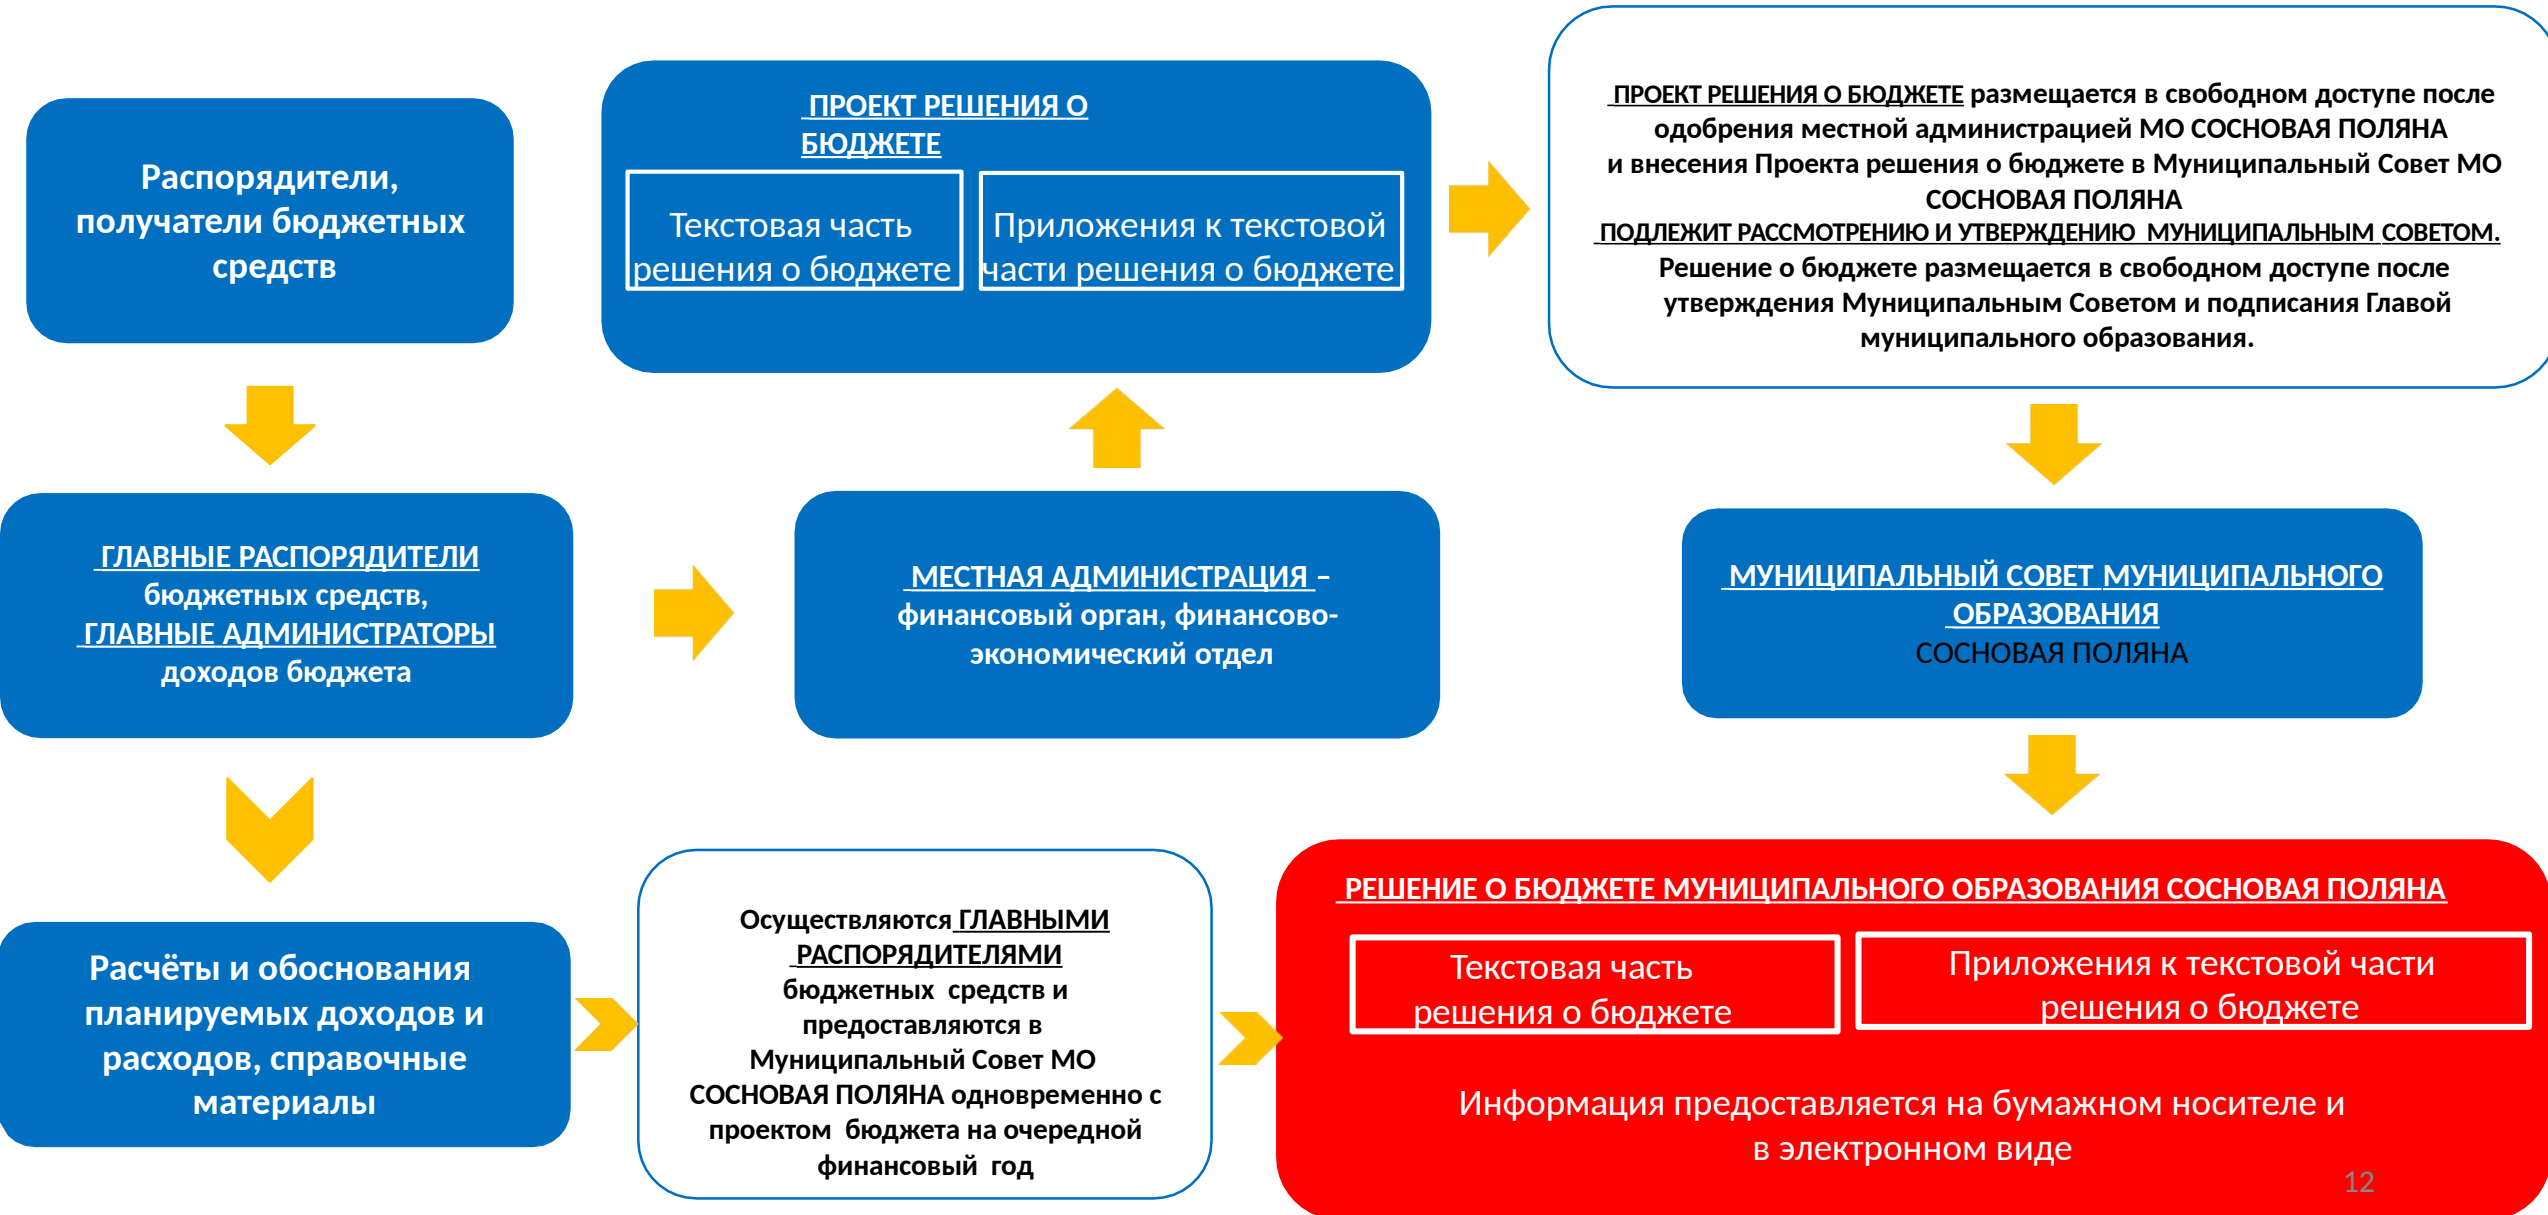 Распорядители,
получатели бюджетных
средств
ПРОЕКТ РЕШЕНИЯ О
БЮДЖЕТЕ
Текстовая часть
решения о бюджете
Приложения к текстовой
части решения о бюджете
ПРОЕКТ РЕШЕНИЯ О БЮДЖЕТЕ размещается в свободном доступе после
одобрения местной администрацией МО СОСНОВАЯ ПОЛЯНА
и внесения Проекта решения о бюджете в Муниципальный Совет МО
СОСНОВАЯ ПОЛЯНА
ПОДЛЕЖИТ РАССМОТРЕНИЮ И УТВЕРЖДЕНИЮ МУНИЦИПАЛЬНЫМ СОВЕТОМ.
Решение о бюджете размещается в свободном доступе после
утверждения Муниципальным Советом и подписания Главой
муниципального образования.
ГЛАВНЫЕ РАСПОРЯДИТЕЛИ
бюджетных средств,
ГЛАВНЫЕ АДМИНИСТРАТОРЫ
доходов бюджета
МЕСТНАЯ АДМИНИСТРАЦИЯ –
финансовый орган, финансово-
экономический отдел
МУНИЦИПАЛЬНЫЙ СОВЕТ МУНИЦИПАЛЬНОГО
ОБРАЗОВАНИЯ
СОСНОВАЯ ПОЛЯНА
Расчёты и обоснования
планируемых доходов и
расходов, справочные
материалы
Осуществляются ГЛАВНЫМИ
РАСПОРЯДИТЕЛЯМИ
бюджетных средств и
предоставляются в
Муниципальный Совет МО
СОСНОВАЯ ПОЛЯНА одновременно с
проектом бюджета на очередной
финансовый год
РЕШЕНИЕ О БЮДЖЕТЕ МУНИЦИПАЛЬНОГО ОБРАЗОВАНИЯ СОСНОВАЯ ПОЛЯНА
Текстовая часть
решения о бюджете
Приложения к текстовой части
решения о бюджете
Информация предоставляется на бумажном носителе и
в электронном виде
12